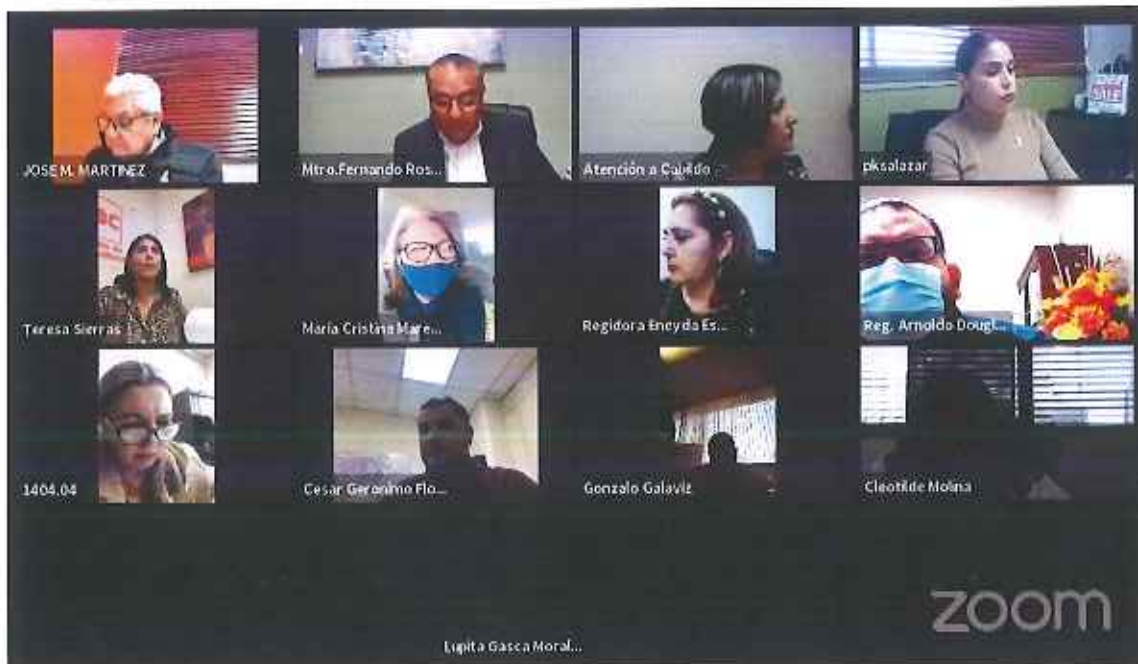 JOSE M. MARTINEZ
Mtro.Fernando Ros...
Atención a Cabildo
pksalazar
SALE
Teresa Sierras
María Cristina Mare...
Regidora Eneyda Es...
Reg. Arnoldo Dougl...
1404.04
Cesar Geronimo Flo...
Gonzalo Galaviz
Cleotilde Molina
zoom
Lupita Gasca Moral...